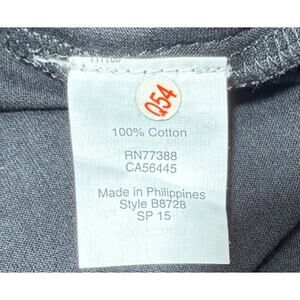 Q54
100% Cotton
RN77388
CA56445
Made in Philippines
Style B8728
SP 15